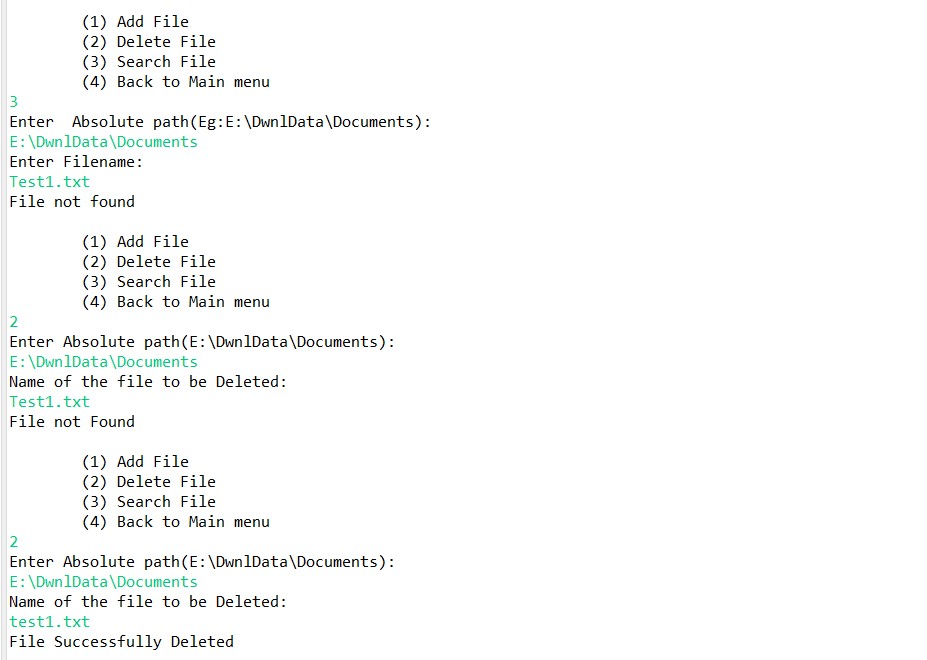 (1) Add File
(2) Delete File
(3) Search File
(4) Back to Main menu
3
Enter  Absolute path(Eg:E:\DwnlData\Documents):
E:\DwnlData\Documents
Enter Filename:
Test1.txt
File not found
(1) Add File
(2) Delete File
(3) Search File
(4) Back to Main menu
2
Enter Absolute path(E:\DwnlData\Documents):
E:\DwnlData\Documents
Name of the file to be Deleted:
Test1.txt
File not Found
(1) Add File
(2) Delete File
(3) Search File
(4) Back to Main menu
2
Enter Absolute path(E:\DwnlData\Documents):
E:\DwnlData\Documents
Name of the file to be Deleted:
test1.txt
File Successfully Deleted